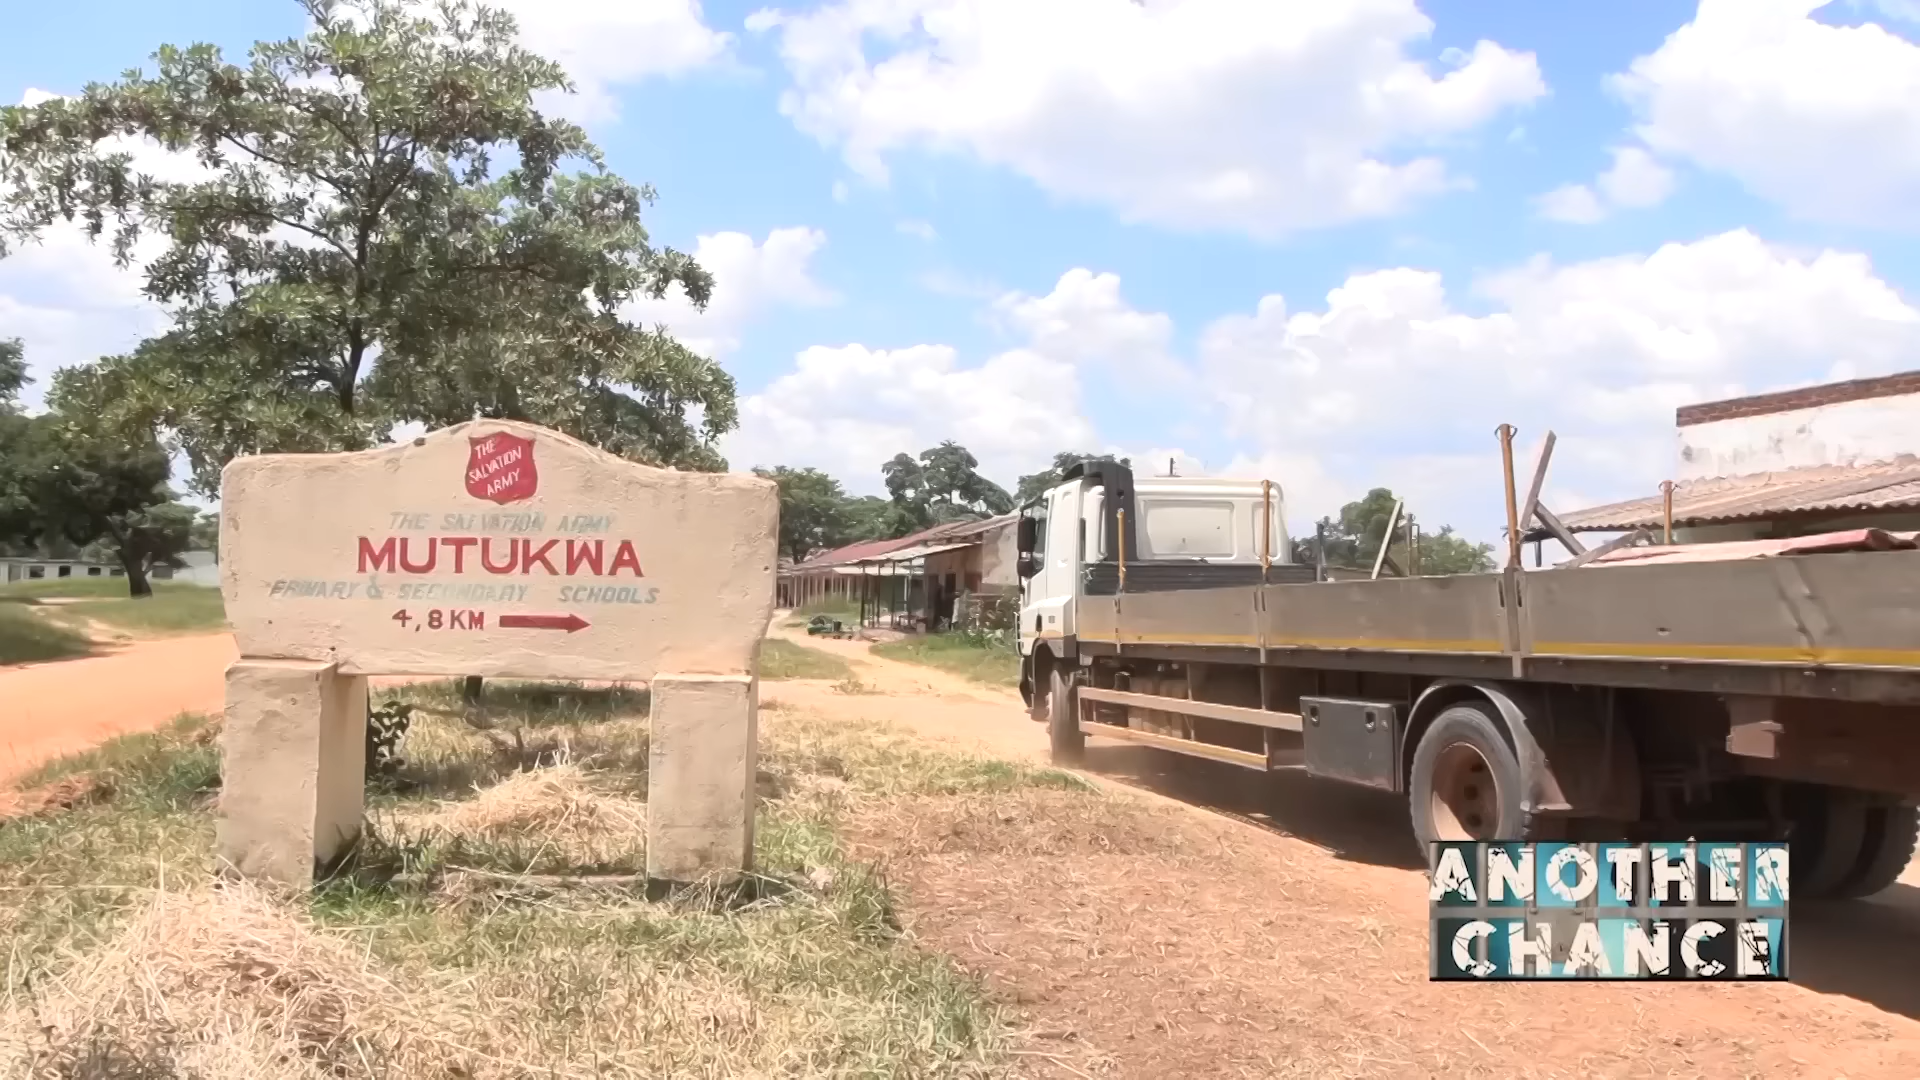 THE
SALVATION
ARMY
THE SALVATION ARMY
MUTUKWA
PRIMARY & SECONDARY SCHOOLS
4,8 KM
ANOTHER
CHANCE